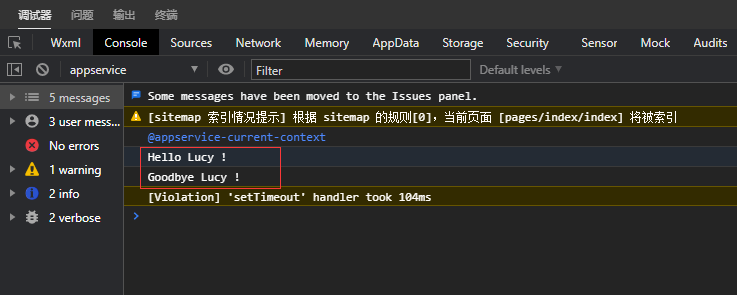 调试器 问题 输出 终端
Wxml Console Sources Network Memory AppData Storage Security Sensor Mock Audits
appservice Filter Default levels
5 messages
3 user mess...
No errors
1 warning
2 info
2 verbose
Some messages have been moved to the Issues panel.
[sitemap 索引情况提示] 根据 sitemap 的规则[0]，当前页面 [pages/index/index] 将被索引
@appservice-current-context
Hello Lucy !
Goodbye Lucy !
[Violation] 'setTimeout' handler took 104ms